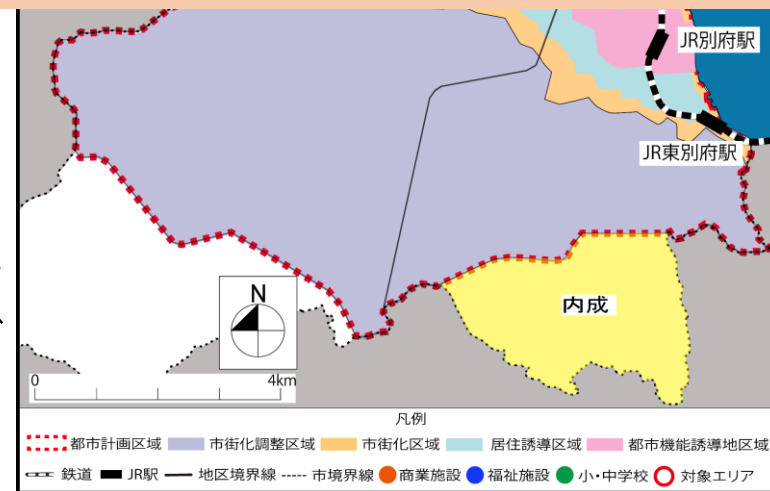 JR別府駅
JR東別府駅
内成
N
0 4km
凡例
都市計画区域 市街化調整区域 市街化区域 居住誘導区域 都市機能誘導地区域
鉄道 JR駅 地区境界線 市境界線 商業施設 福祉施設 小・中学校 対象エリア